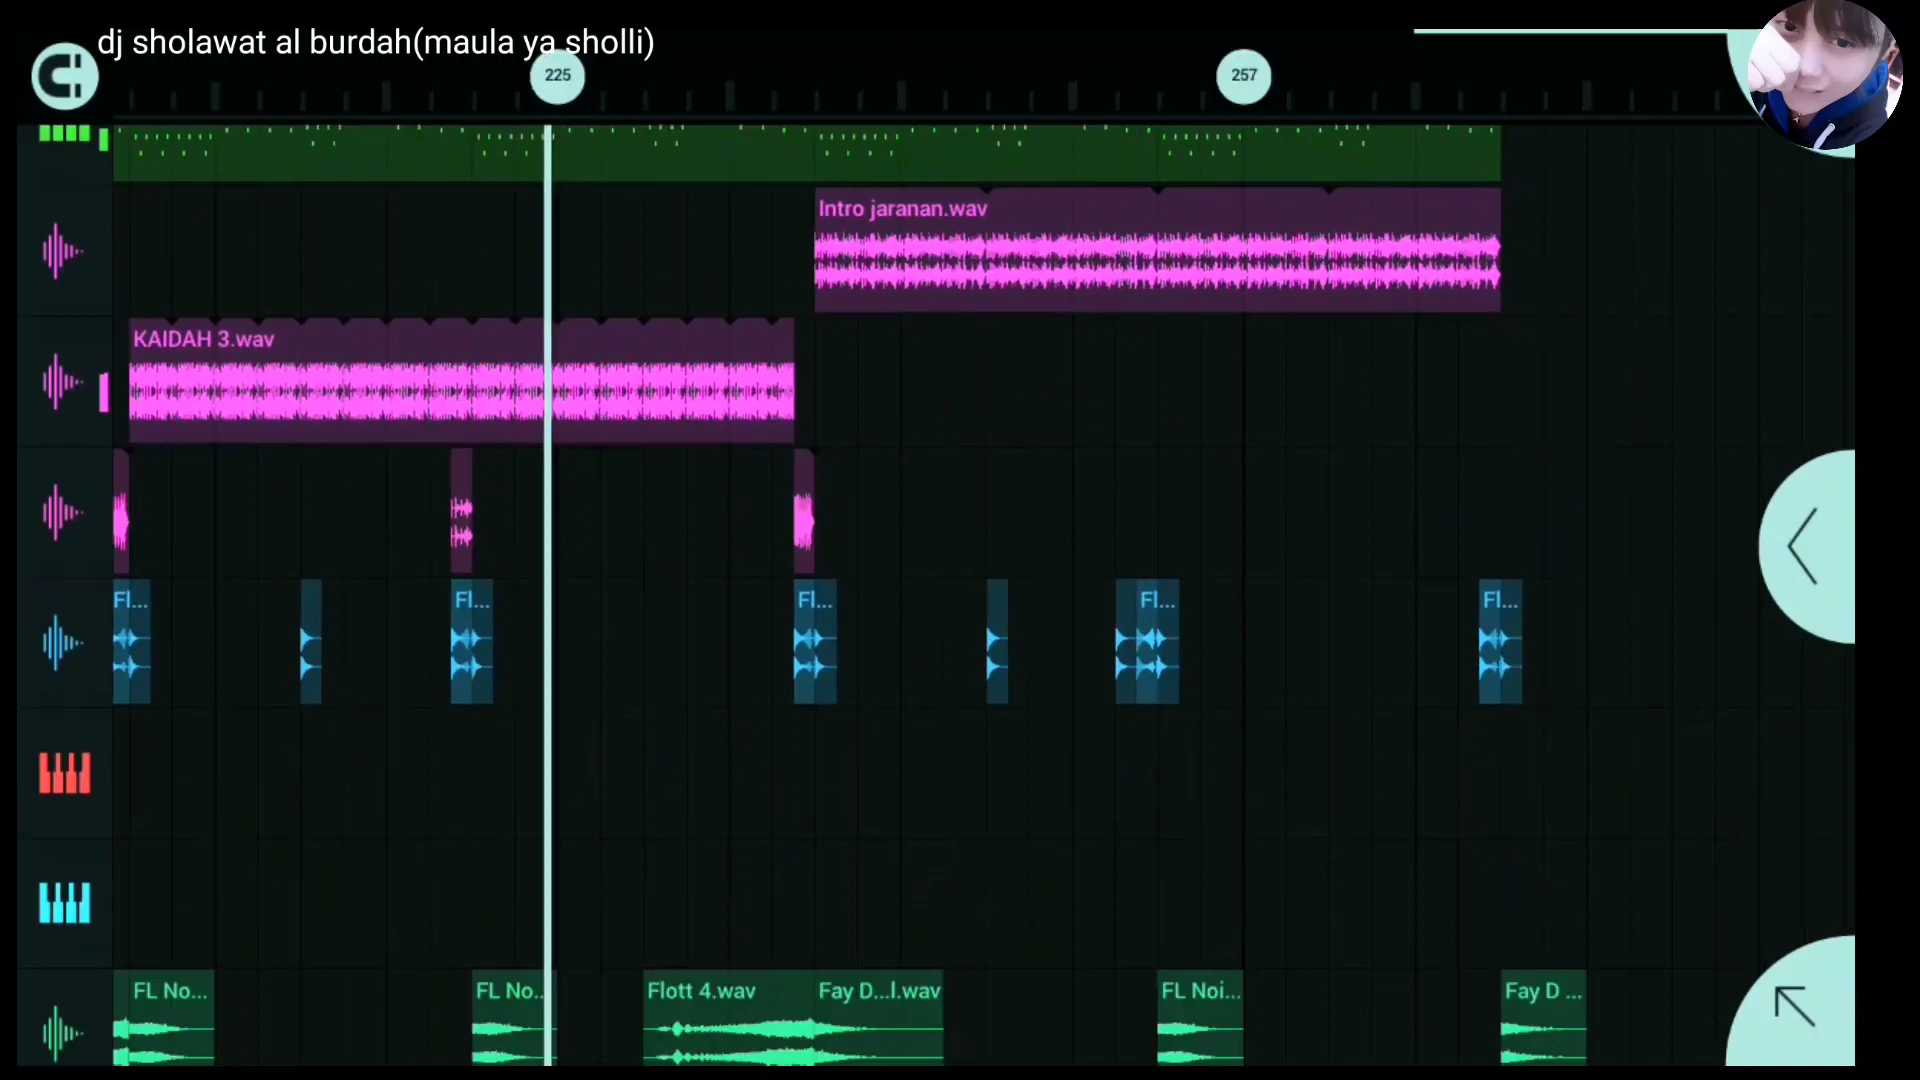 dj sholawat al burdah(maula ya sholli)
225
257
Intro jaranan.wav
KAIDAH 3.wav
Fl...
Fl...
Fl...
Fl...
Fl...
FL No...
FL No..
Flott 4.wav
Fay D...l.wav
FL Noi...
Fay D ...